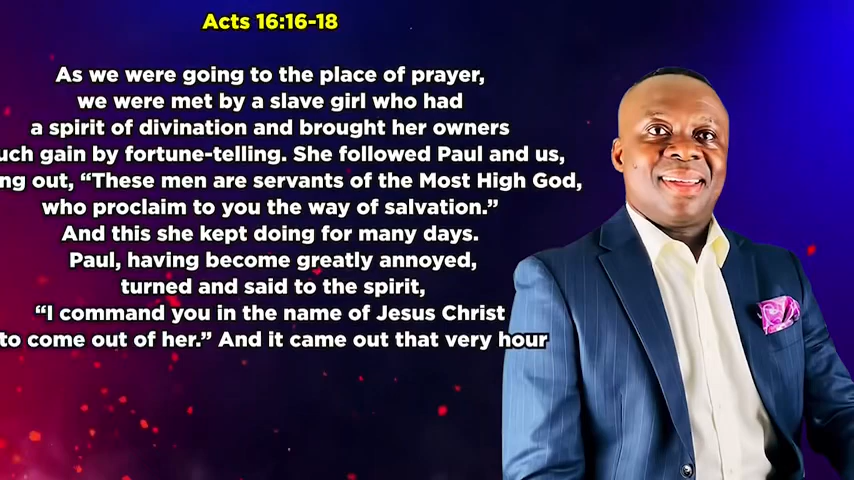 Acts 16:16-18
As we were going to the place of prayer,
we were met by a slave girl who had
a spirit of divination and brought her owners
uch gain by fortune-telling. She followed Paul and us,
ng out, “These men are servants of the Most High God,
who proclaim to you the way of salvation.”
And this she kept doing for many days.
Paul, having become greatly annoyed,
turned and said to the spirit,
“I command you in the name of Jesus Christ
to come out of her.” And it came out that very hour